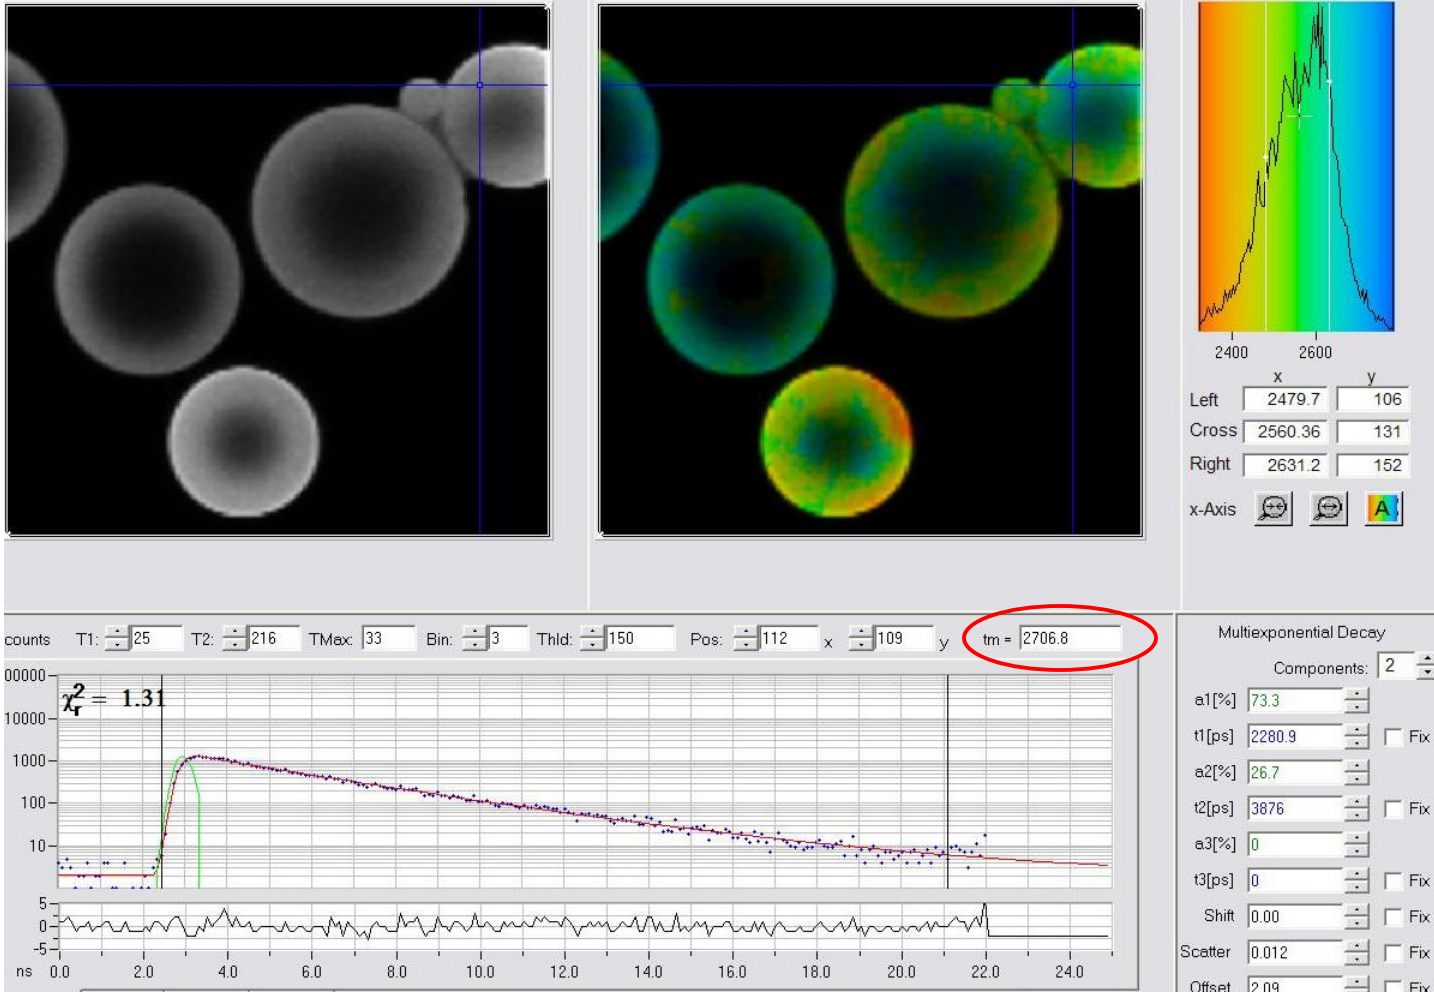 2400 2600
x y
Left 2479.7 106
Cross 2560.36 131
Right 2631.2 152
x-Axis A
counts T1: 25 T2: 216 TMax: 33 Bin: 3 Thld: 150 Pos: 112 x 109 y tm = 2706.8
Multiexponential Decay
Components: 2
a1[%] 73.3
t1[ps] 2280.9 Fix
a2[%] 26.7
t2[ps] 3876 Fix
a3[%] 0
t3[ps] 0 Fix
Shift 0.00 Fix
Scatter 0.012 Fix
Offset 2.09 Fix
00000
χ²r = 1.31
10000
1000
100
10
5
0
-5
ns 0.0 2.0 4.0 6.0 8.0 10.0 12.0 14.0 16.0 18.0 20.0 22.0 24.0